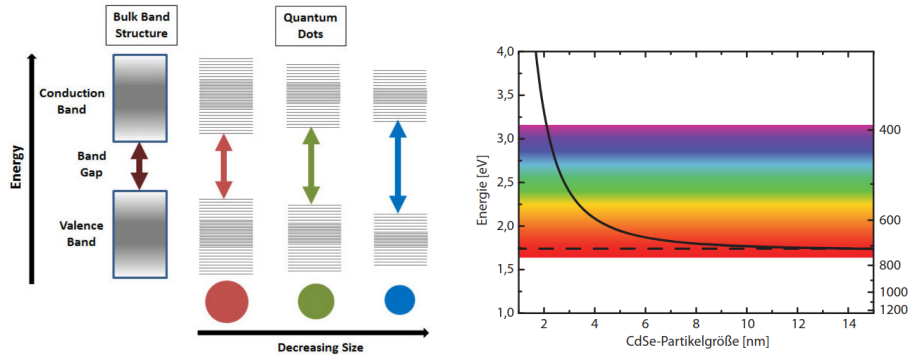 Bulk Band
Structure
Quantum
Dots
Energy
Conduction
Band
Band
Gap
Valence
Band
Decreasing Size
Energie [eV]
4,0
3,5
3,0
2,5
2,0
1,5
1,0
400
600
800
1000
1200
2
4
6
8
10
12
14
CdSe-Partikelgröße [nm]